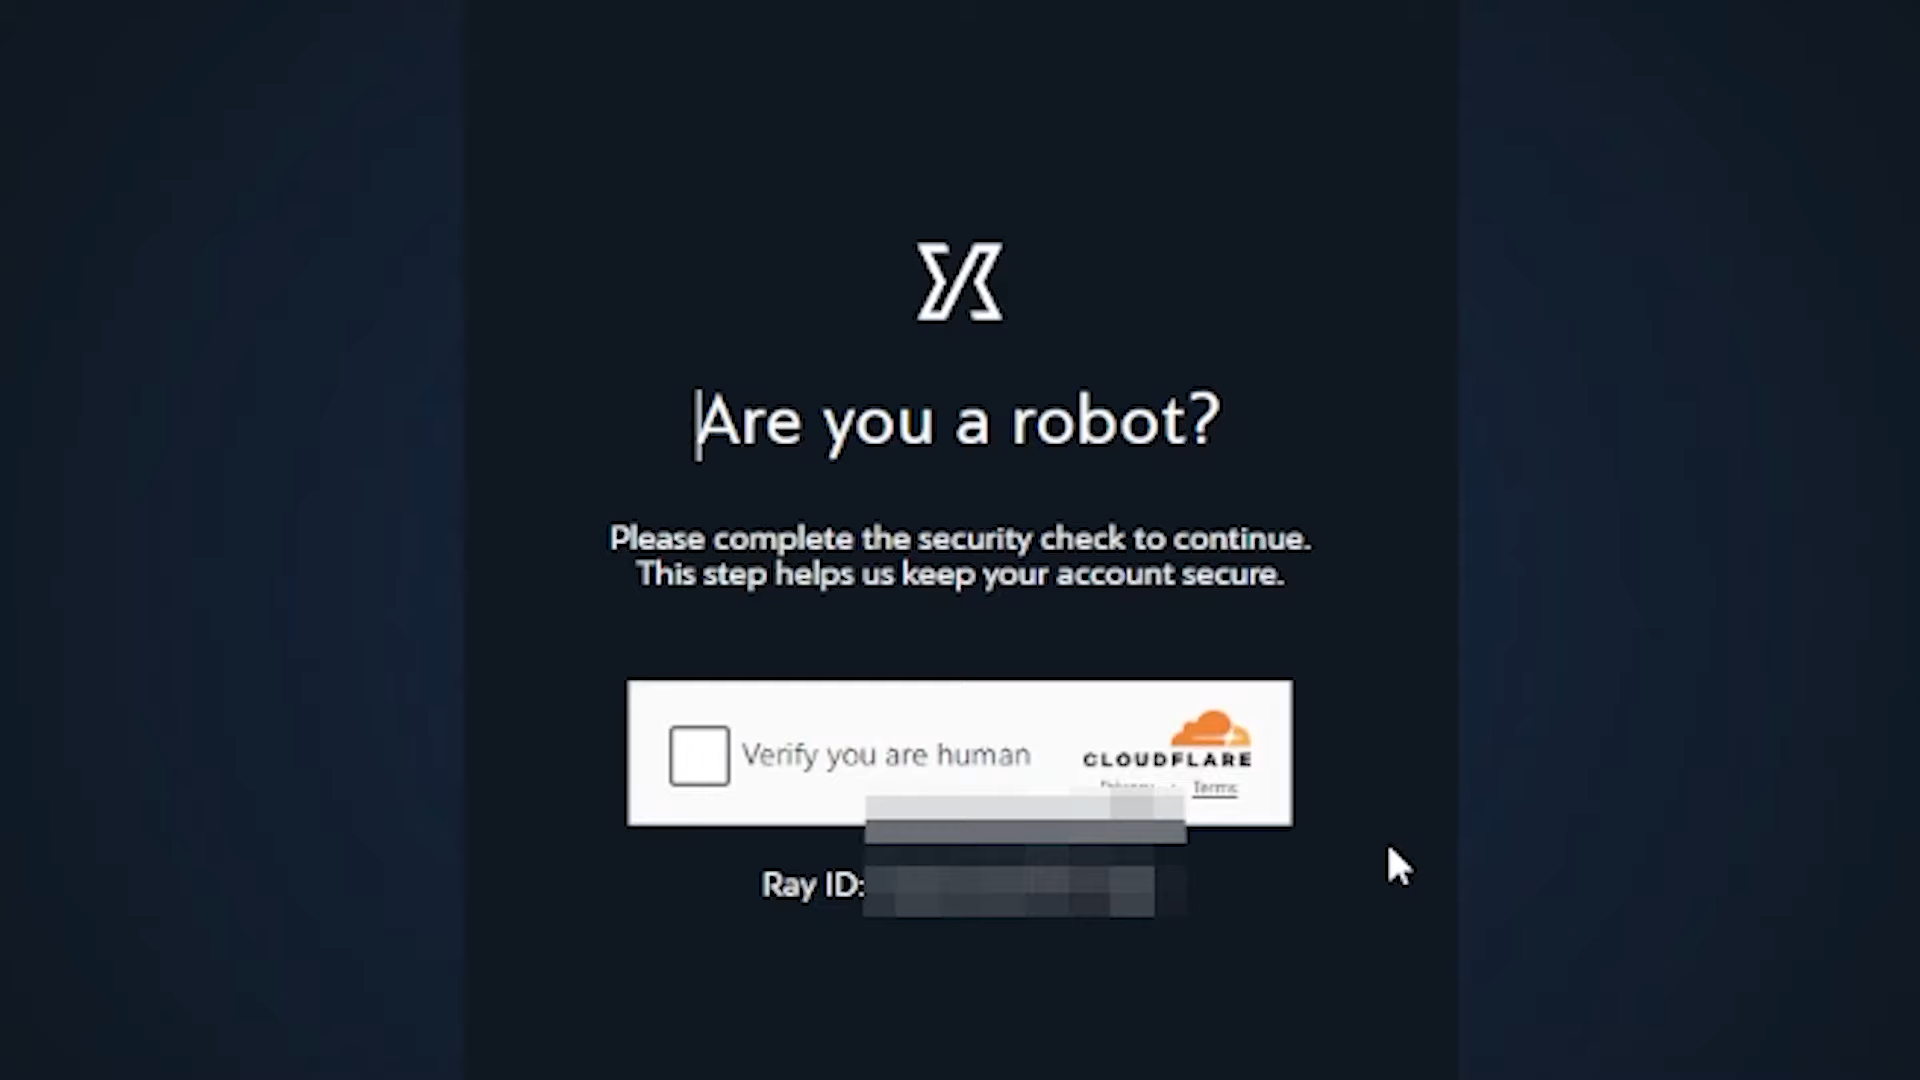 Are you a robot?
Please complete the security check to continue.
This step helps us keep your account secure.
Verify you are human
CLOUDFLARE
Terms
Ray ID: